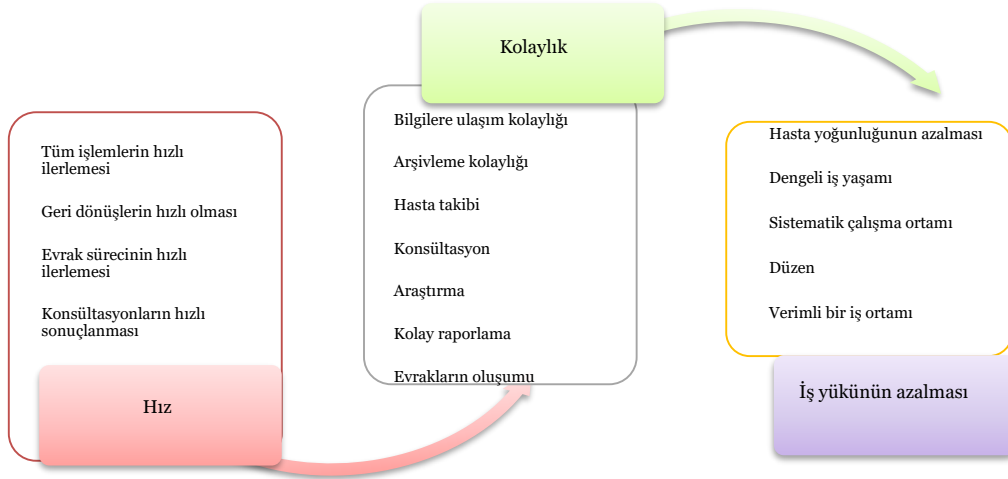 Tüm işlemlerin hızlı
ilerlemesi
Geri dönüşlerin hızlı olması
Evrak sürecinin hızlı
ilerlemesi
Konsültasyonların hızlı
sonuçlanması
Hız
Kolaylık
Bilgilere ulaşım kolaylığı
Arşivleme kolaylığı
Hasta takibi
Konsültasyon
Araştırma
Kolay raporlama
Evrakların oluşumu
Hasta yoğunluğunun azalması
Dengeli iş yaşamı
Sistematik çalışma ortamı
Düzen
Verimli bir iş ortamı
İş yükünün azalması